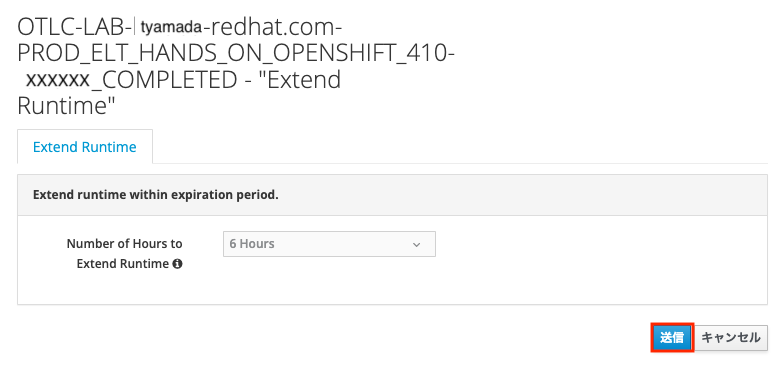 OTLC-LAB-tyamada-redhat.com-
PROD_ELT_HANDS_ON_OPENSHIFT_410-
xxxxxx_COMPLETED - "Extend
Runtime"
Extend Runtime
Extend runtime within expiration period.
Number of Hours to
Extend Runtime
6 Hours
送信 キャンセル